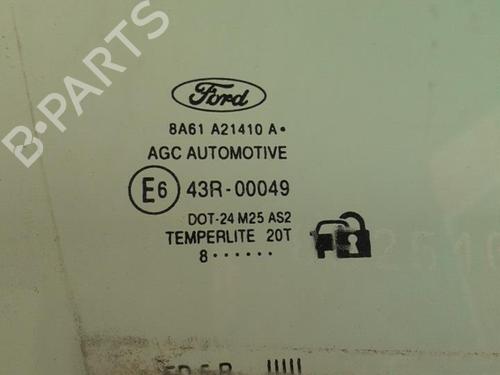 B-PARTS
Ford
8A61 A21410 A•
AGC AUTOMOTIVE
E6 43R-00049
DOT-24 M25 AS2
TEMPERLITE 20T
8······